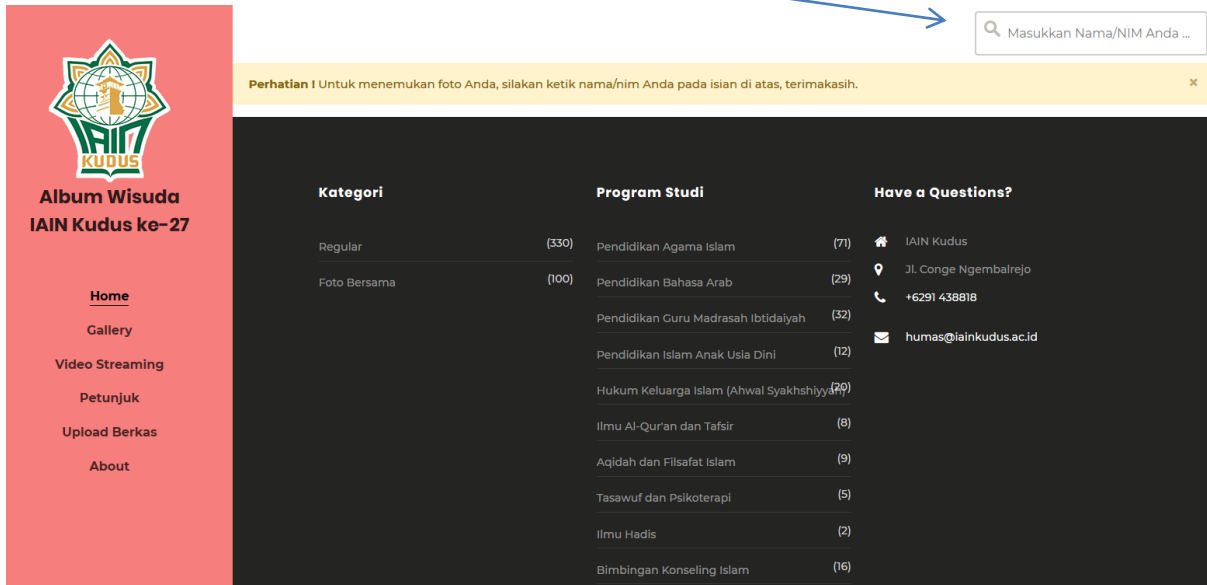 IAIN
KUDUS
Album Wisuda
IAIN Kudus ke-27
Home
Gallery
Video Streaming
Petunjuk
Upload Berkas
About
Masukkan Nama/NIM Anda ...
Perhatian ! Untuk menemukan foto Anda, silakan ketik nama/nim Anda pada isian di atas, terimakasih. ×
Kategori
Regular (330)
Foto Bersama (100)
Program Studi
Pendidikan Agama Islam (71)
Pendidikan Bahasa Arab (29)
Pendidikan Guru Madrasah Ibtidaiyah (32)
Pendidikan Islam Anak Usia Dini (12)
Hukum Keluarga Islam (Ahwal Syakhshiyyah) (20)
Ilmu Al-Qur'an dan Tafsir (8)
Aqidah dan Filsafat Islam (9)
Tasawuf dan Psikoterapi (5)
Ilmu Hadis (2)
Bimbingan Konseling Islam (16)
Have a Questions?
IAIN Kudus
Jl. Conge Ngembalrejo
+6291 438818
humas@iainkudus.ac.id